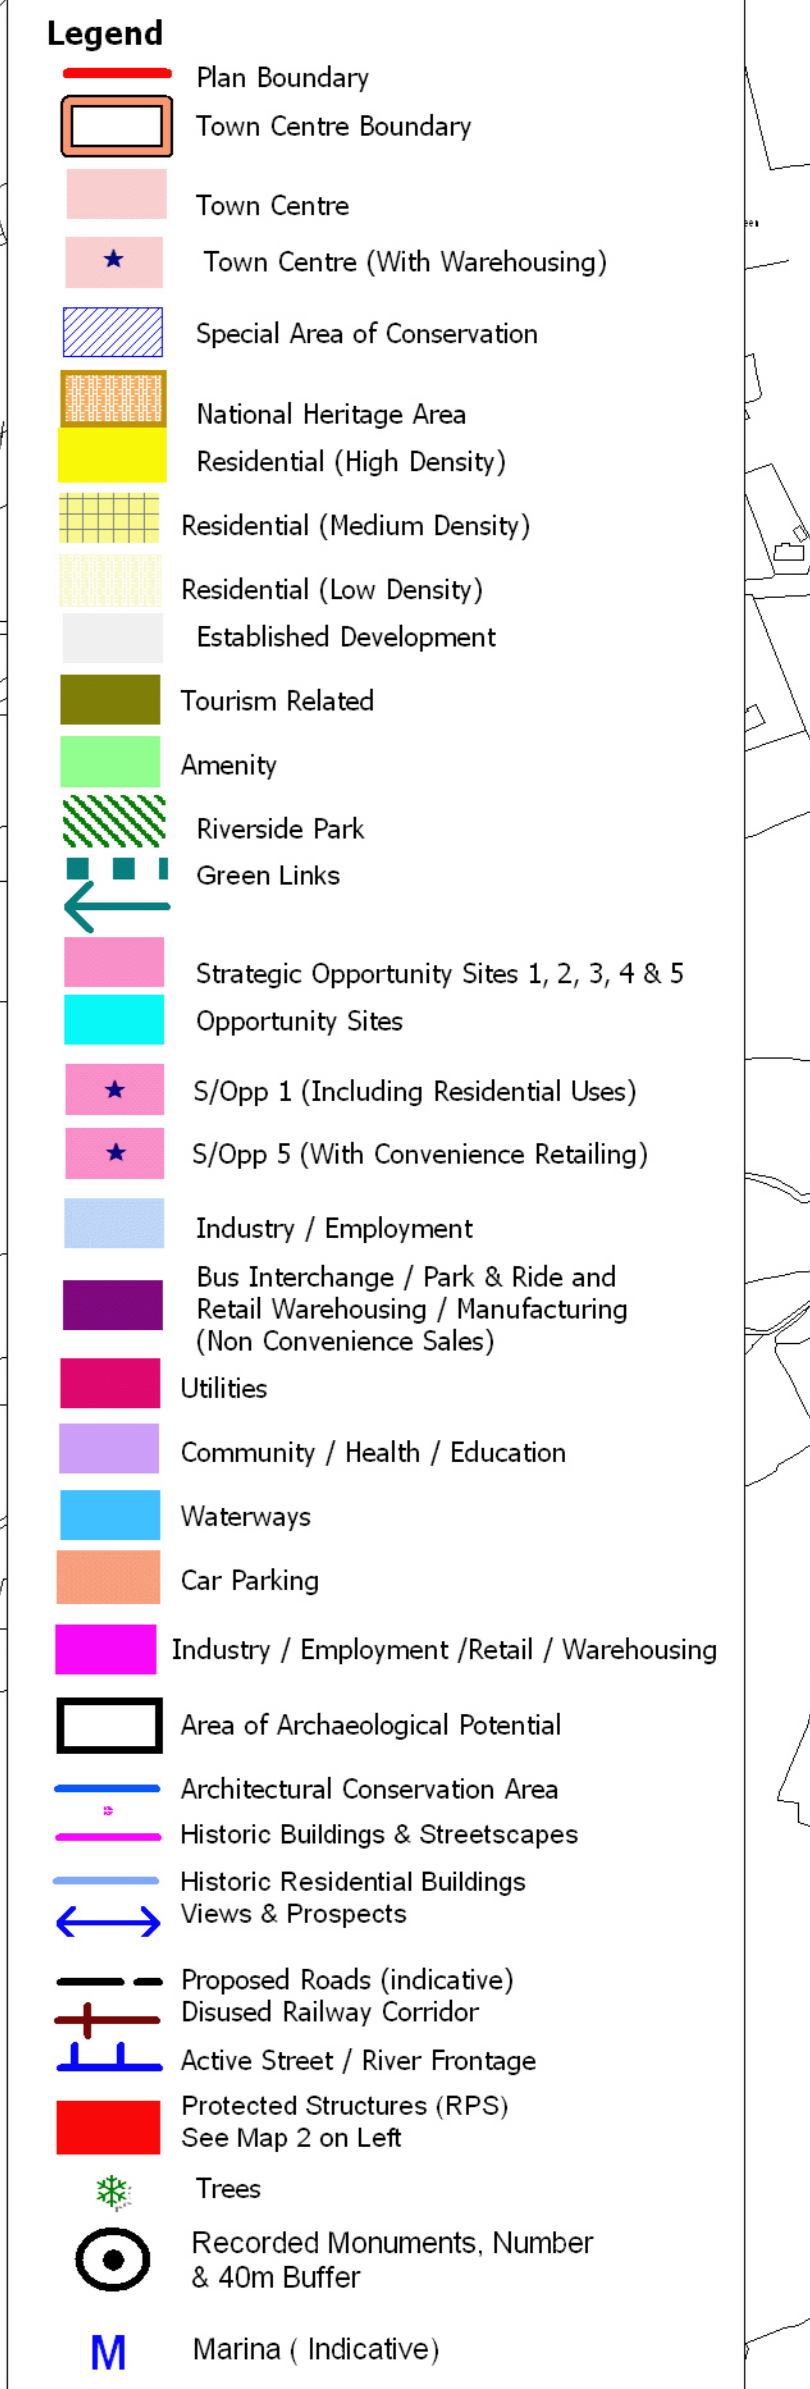 Legend
Plan Boundary
Town Centre Boundary
Town Centre
Town Centre (With Warehousing)
Special Area of Conservation
National Heritage Area
Residential (High Density)
Residential (Medium Density)
Residential (Low Density)
Established Development
Tourism Related
Amenity
Riverside Park
Green Links
Strategic Opportunity Sites 1, 2, 3, 4 & 5
Opportunity Sites
S/Opp 1 (Including Residential Uses)
S/Opp 5 (With Convenience Retailing)
Industry / Employment
Bus Interchange / Park & Ride and
Retail Warehousing / Manufacturing
(Non Convenience Sales)
Utilities
Community / Health / Education
Waterways
Car Parking
Industry / Employment /Retail / Warehousing
Area of Archaeological Potential
Architectural Conservation Area
Historic Buildings & Streetscapes
Historic Residential Buildings
Views & Prospects
Proposed Roads (indicative)
Disused Railway Corridor
Active Street / River Frontage
Protected Structures (RPS)
See Map 2 on Left
Trees
Recorded Monuments, Number
& 40m Buffer
M Marina ( Indicative)